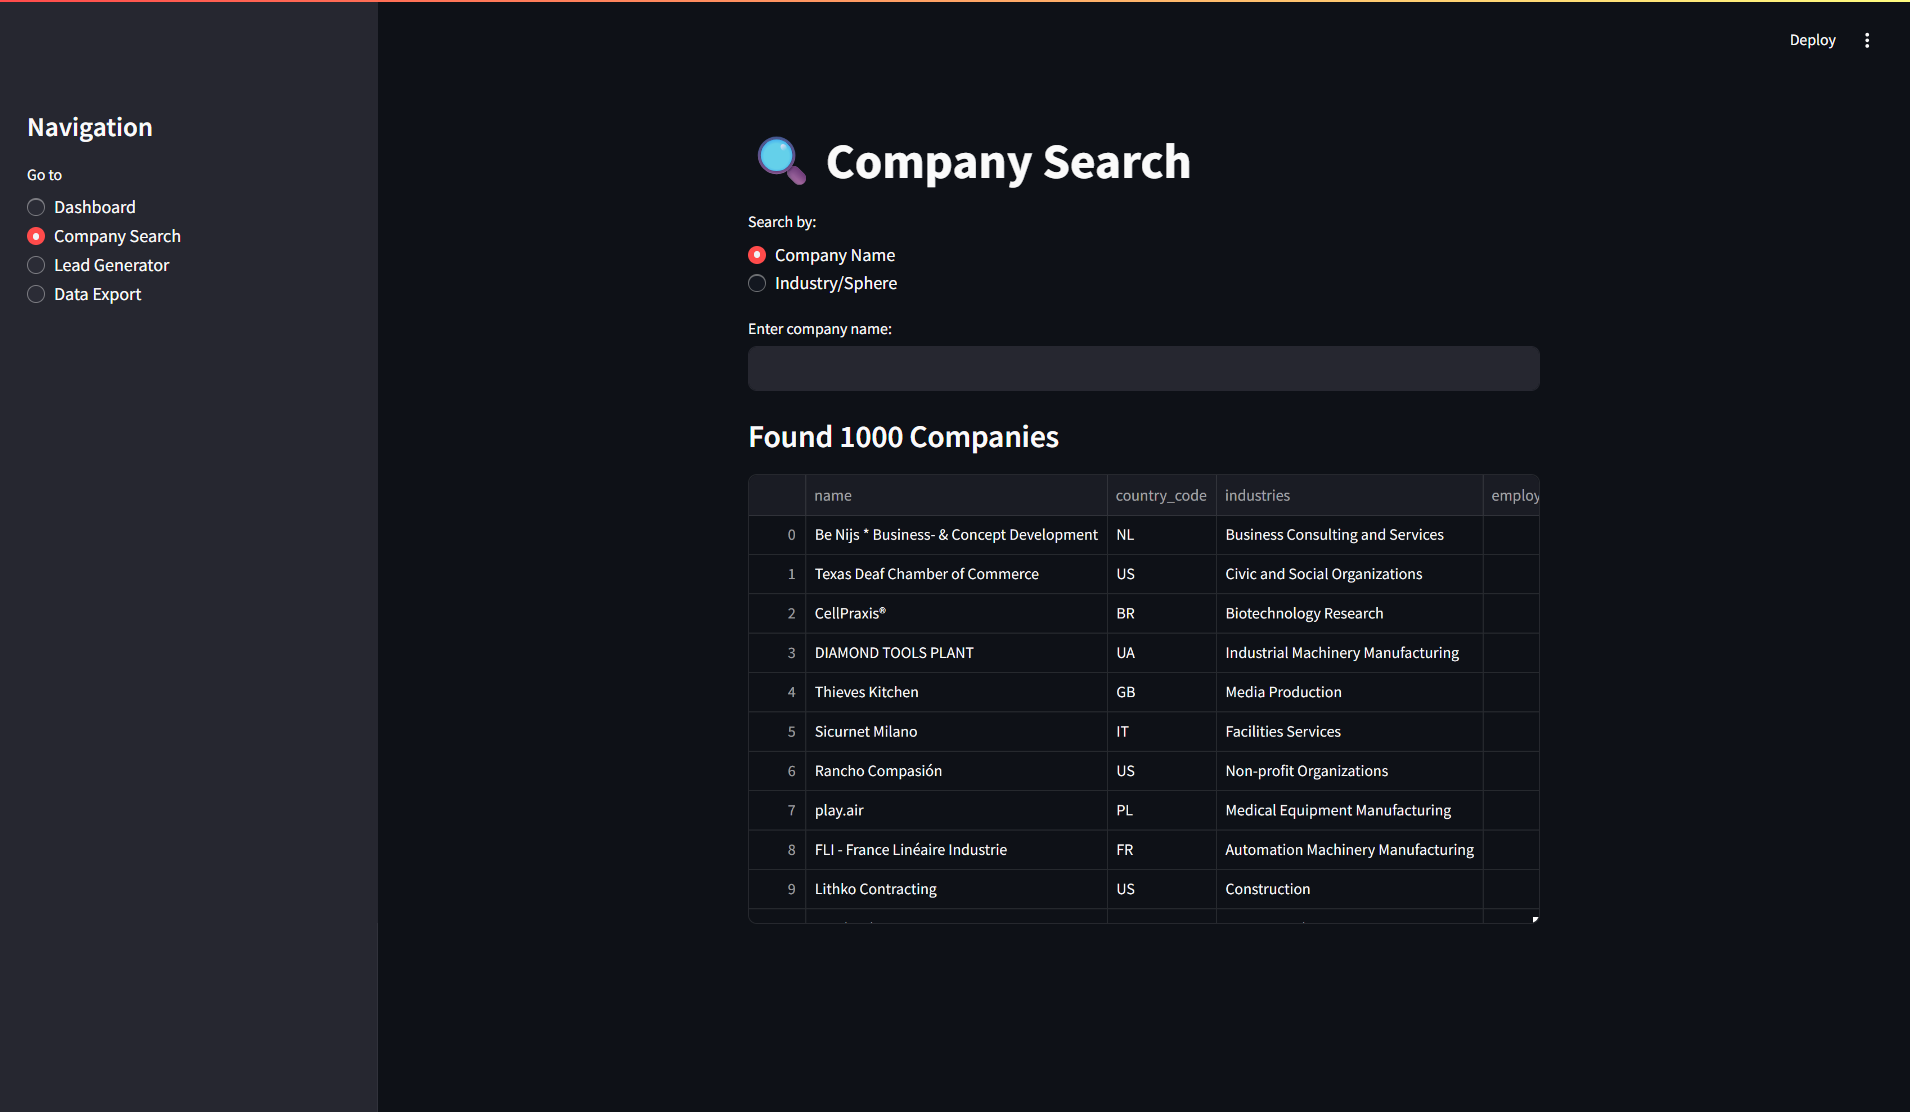 Deploy
Navigation
Go to
Dashboard
Company Search
Lead Generator
Data Export
Company Search
Search by:
Company Name
Industry/Sphere
Enter company name:
Found 1000 Companies
name country_code industries employ
0 Be Nijs * Business- & Concept Development NL Business Consulting and Services
1 Texas Deaf Chamber of Commerce US Civic and Social Organizations
2 CellPraxis® BR Biotechnology Research
3 DIAMOND TOOLS PLANT UA Industrial Machinery Manufacturing
4 Thieves Kitchen GB Media Production
5 Sicurnet Milano IT Facilities Services
6 Rancho Compasión US Non-profit Organizations
7 play.air PL Medical Equipment Manufacturing
8 FLI - France Linéaire Industrie FR Automation Machinery Manufacturing
9 Lithko Contracting US Construction